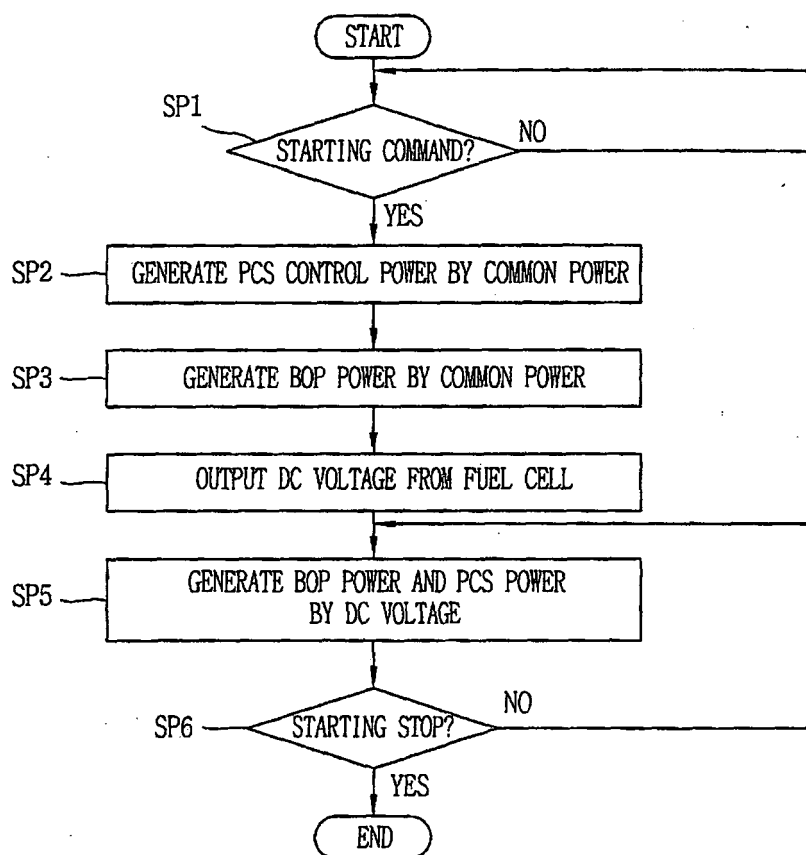 START
SP1
STARTING COMMAND?
NO
YES
SP2
GENERATE PCS CONTROL POWER BY COMMON POWER
SP3
GENERATE BOP POWER BY COMMON POWER
SP4
OUTPUT DC VOLTAGE FROM FUEL CELL
SP5
GENERATE BOP POWER AND PCS POWER
BY DC VOLTAGE
SP6
STARTING STOP?
NO
YES
END